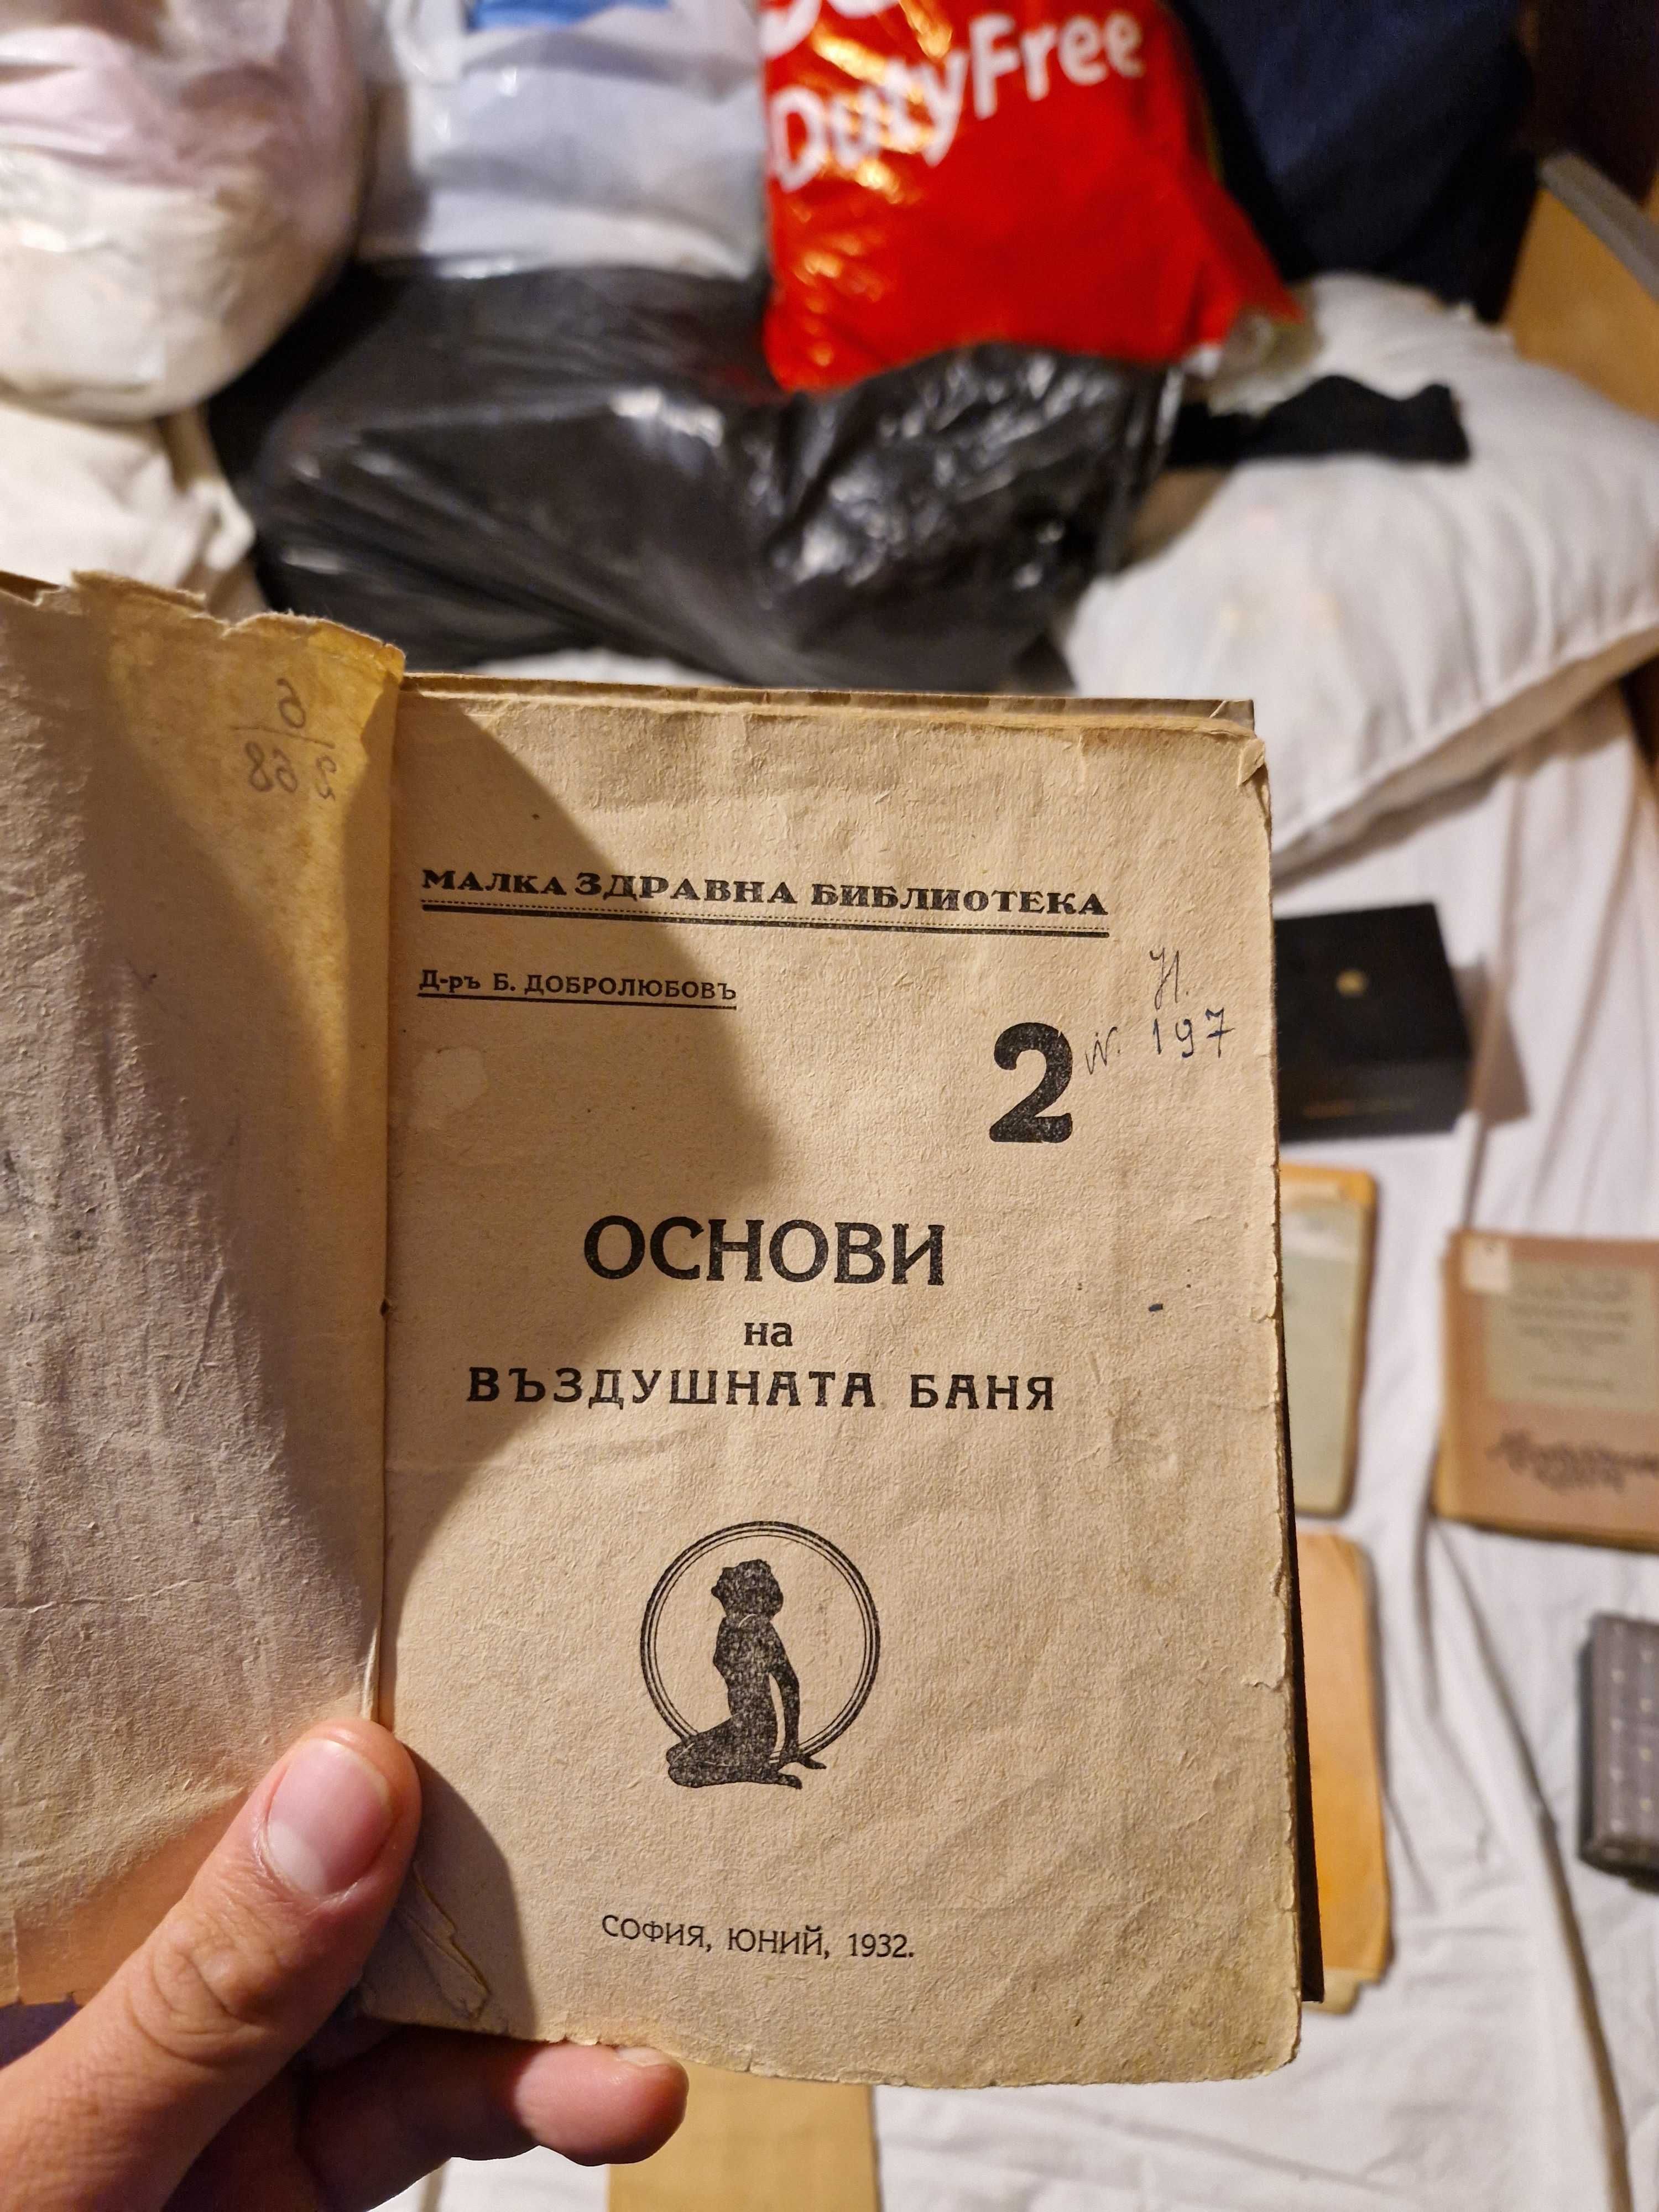 DutyFree
МАЛКА ЗДРАВНА БИБЛИОТЕКА
Д-ръ Б. ДОБРОЛЮБОВЪ
2
197
ОСНОВИ
на
ВЪЗДУШНАТА БАНЯ
СОФИЯ, ЮНИЙ, 1932.